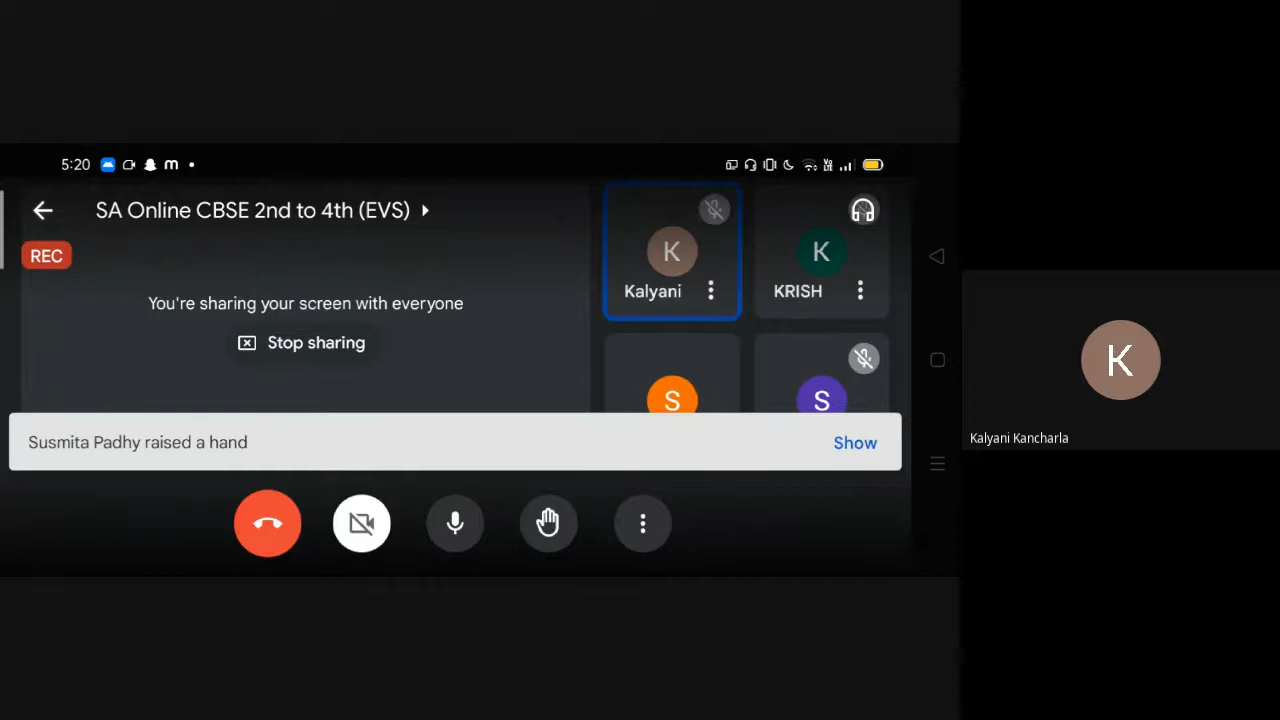 5:20
SA Online CBSE 2nd to 4th (EVS)
REC
You're sharing your screen with everyone
Stop sharing
K
Kalyani
K
KRISH
S
S
Susmita Padhy raised a hand
Show
K
Kalyani Kancharla